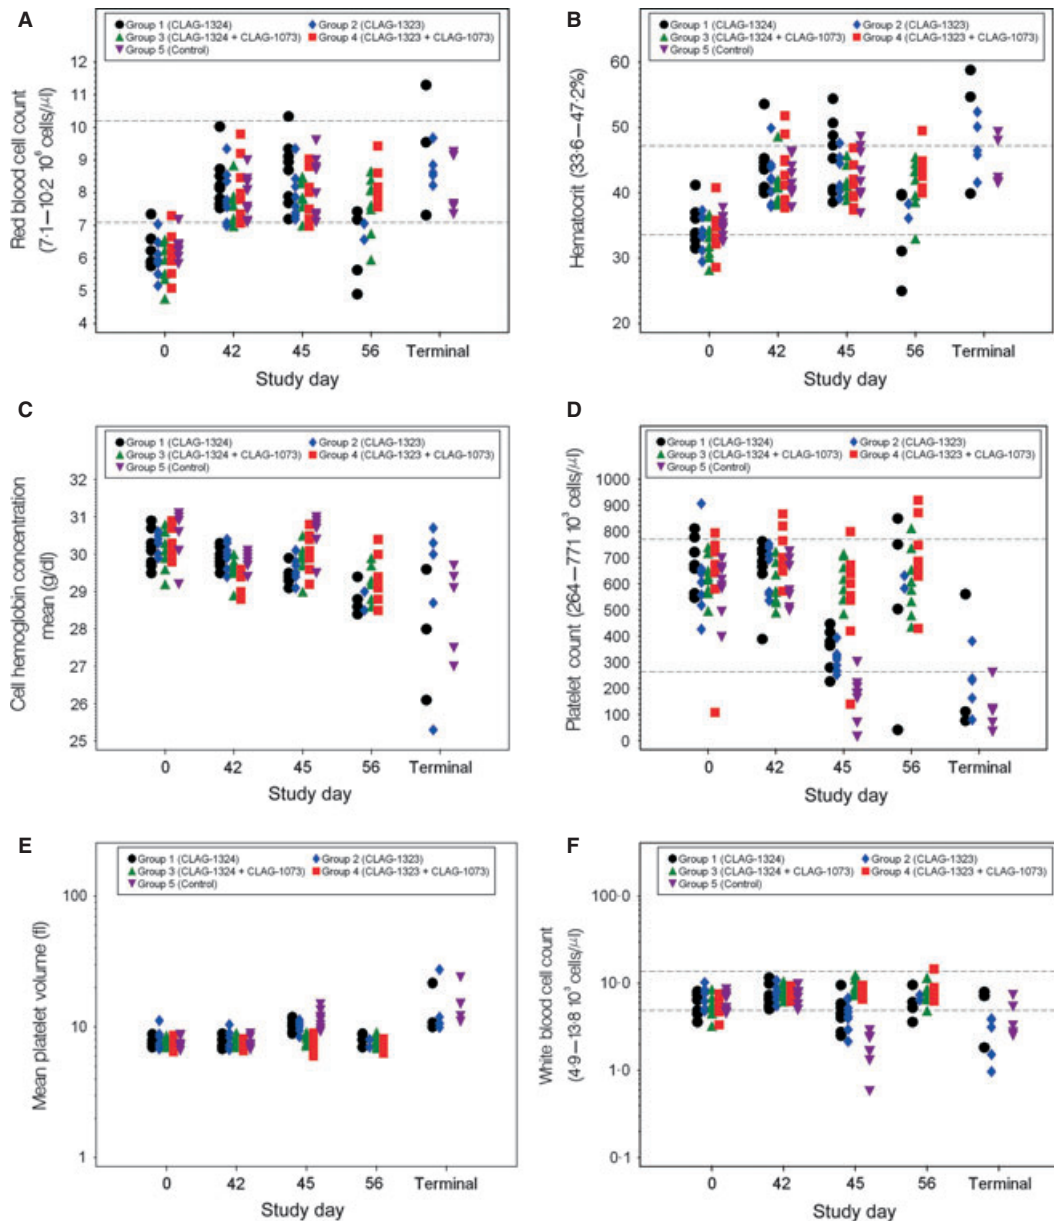 A
Group 1 (CLAG-1324)
Group 2 (CLAG-1323)
Group 3 (CLAG-1324 + CLAG-1073)
Group 4 (CLAG-1323 + CLAG-1073)
Group 5 (Control)
Red blood cell count
(7·1–10·2 10⁶ cells/μl)
12
11
10
9
8
7
6
5
4
0
42
45
56
Terminal
Study day
B
Group 1 (CLAG-1324)
Group 2 (CLAG-1323)
Group 3 (CLAG-1324 + CLAG-1073)
Group 4 (CLAG-1323 + CLAG-1073)
Group 5 (Control)
Hematocrit (33·6–47·2%)
60
50
40
30
20
0
42
45
56
Terminal
Study day
C
Group 1 (CLAG-1324)
Group 2 (CLAG-1323)
Group 3 (CLAG-1324 + CLAG-1073)
Group 4 (CLAG-1323 + CLAG-1073)
Group 5 (Control)
Cell hemoglobin concentration
mean (g/dl)
32
31
30
29
28
27
26
25
0
42
45
56
Terminal
Study day
D
Group 1 (CLAG-1324)
Group 2 (CLAG-1323)
Group 3 (CLAG-1324 + CLAG-1073)
Group 4 (CLAG-1323 + CLAG-1073)
Group 5 (Control)
Platelet count (264–771 10³ cells/μl)
1000
900
800
700
600
500
400
300
200
100
0
0
42
45
56
Terminal
Study day
E
Group 1 (CLAG-1324)
Group 2 (CLAG-1323)
Group 3 (CLAG-1324 + CLAG-1073)
Group 4 (CLAG-1323 + CLAG-1073)
Group 5 (Control)
Mean platelet volume (fl)
100
10
1
0
42
45
56
Terminal
Study day
F
Group 1 (CLAG-1324)
Group 2 (CLAG-1323)
Group 3 (CLAG-1324 + CLAG-1073)
Group 4 (CLAG-1323 + CLAG-1073)
Group 5 (Control)
White blood cell count
(4·9–138 10³ cells/μl)
100·0
10·0
1·0
0·1
0
42
45
56
Terminal
Study day